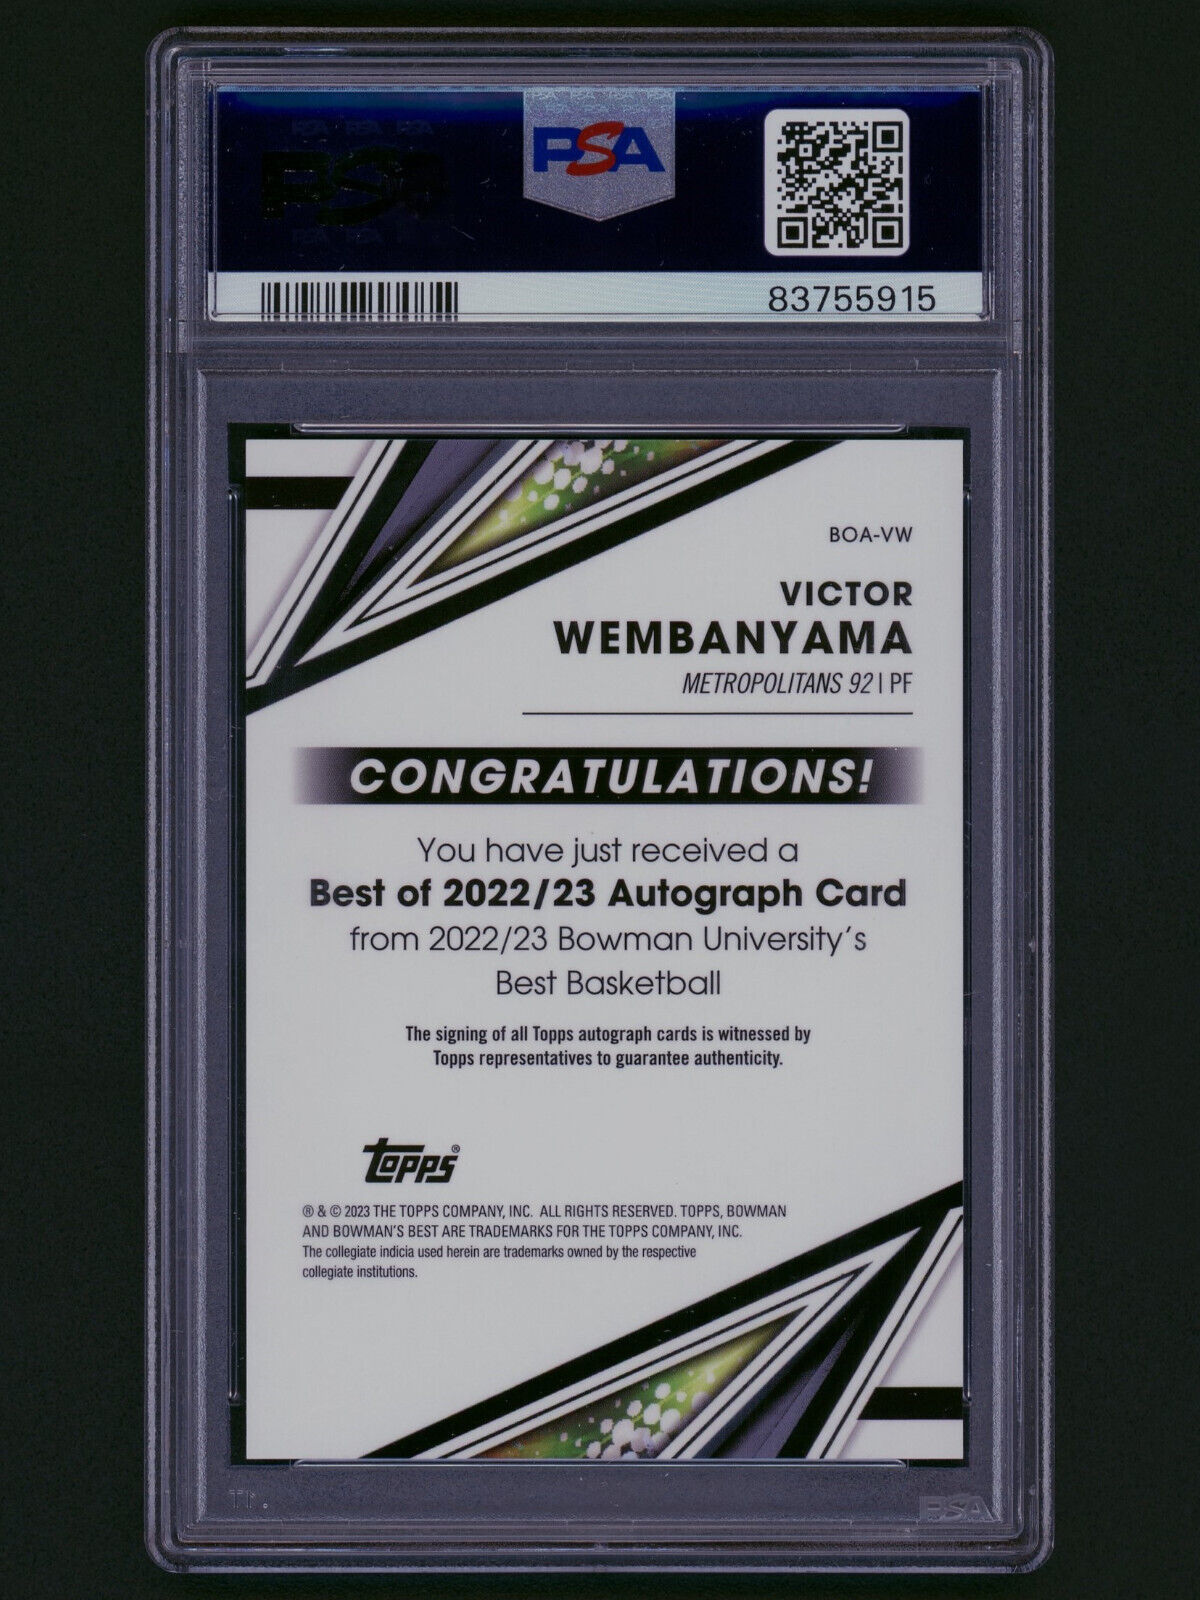 PSA
83755915
BOA-VW
VICTOR
WEMBANYAMA
METROPOLITANS 92 | PF
CONGRATULATIONS!
You have just received a
Best of 2022/23 Autograph Card
from 2022/23 Bowman University's
Best Basketball
The signing of all Topps autograph cards is witnessed by
Topps representatives to guarantee authenticity.
Topps®
® & © 2023 THE TOPPS COMPANY, INC. ALL RIGHTS RESERVED. TOPPS, BOWMAN
AND BOWMAN'S BEST ARE TRADEMARKS FOR THE TOPPS COMPANY, INC.
The collegiate indicia used herein are trademarks owned by the respective
collegiate institutions.
PSA